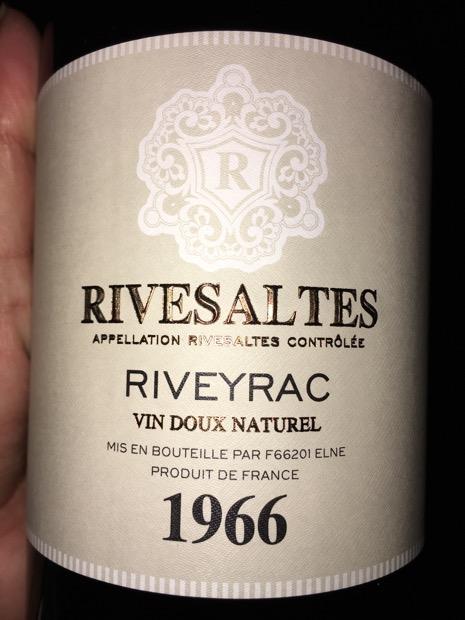 R
RIVESALTES
APPELLATION RIVESALTES CONTRÔLÉE
RIVEYRAC
VIN DOUX NATUREL
MIS EN BOUTEILLE PAR F66201 ELNE
PRODUIT DE FRANCE
1966